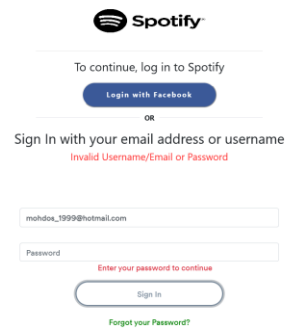 Spotify
To continue, log in to Spotify
Login with Facebook
OR
Sign In with your email address or username
Invalid Username/Email or Password
mohdos_1999@hotmail.com
Password
Enter your password to continue
Sign In
Forgot your Password?